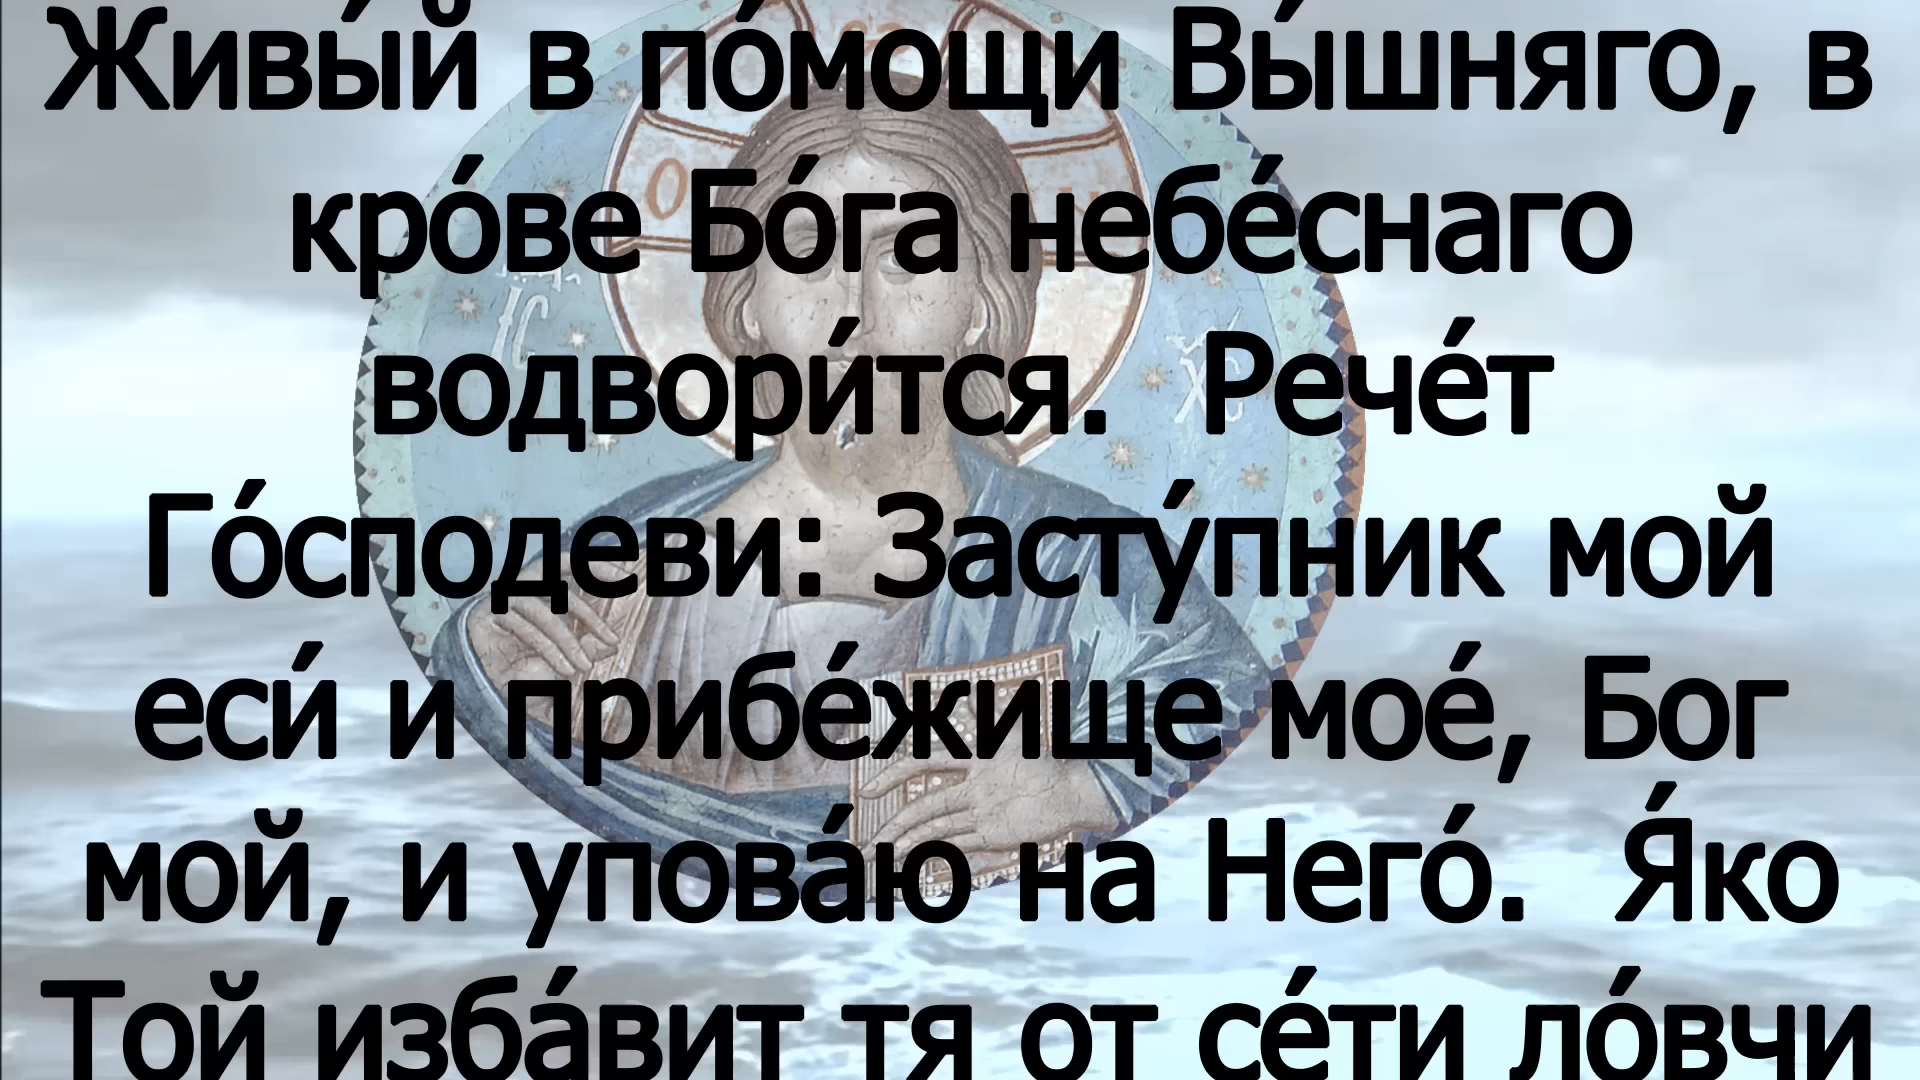 Живы́й в по́мощи Вы́шняго, в
кро́ве Бо́га небе́снаго
водвори́тся. Рече́т
Го́сподеви: Засту́пник мой
еси́ и прибе́жище мое́, Бог
мой, и упова́ю на Него́. Я́ко
Той изба́вит тя от се́ти ло́вчи
О
IC
ХС